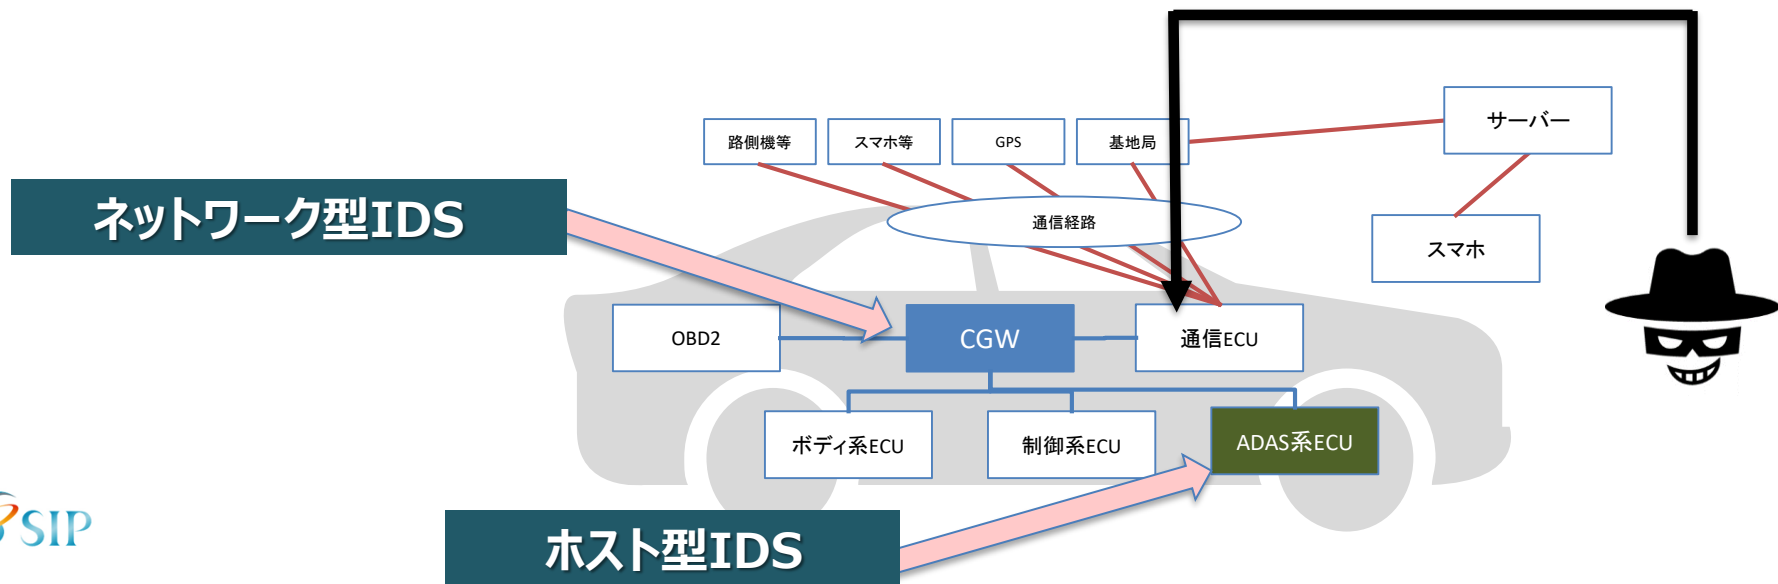 サーバー
路側機等
スマホ等
GPS
基地局
ネットワーク型IDS
通信経路
スマホ
OBD2
CGW
通信ECU
ボディ系ECU
制御系ECU
ADAS系ECU
SIP
ホスト型IDS